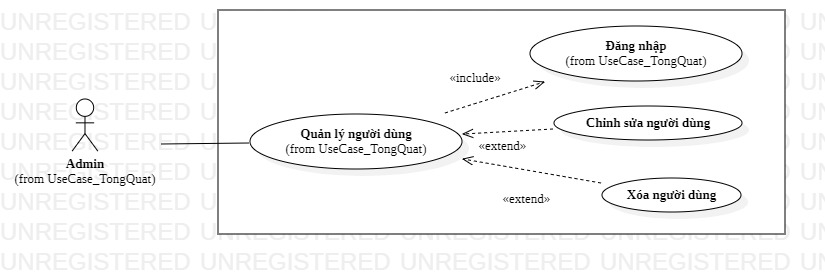 UNREGISTERED UNREGISTERED UNREGISTERED UNREGISTERED UN
Đăng nhập
(from UseCase_TongQuat)
«include»
Quản lý người dùng
(from UseCase_TongQuat)
Chỉnh sửa người dùng
«extend»
Admin
(from UseCase_TongQuat)
Xóa người dùng
«extend»